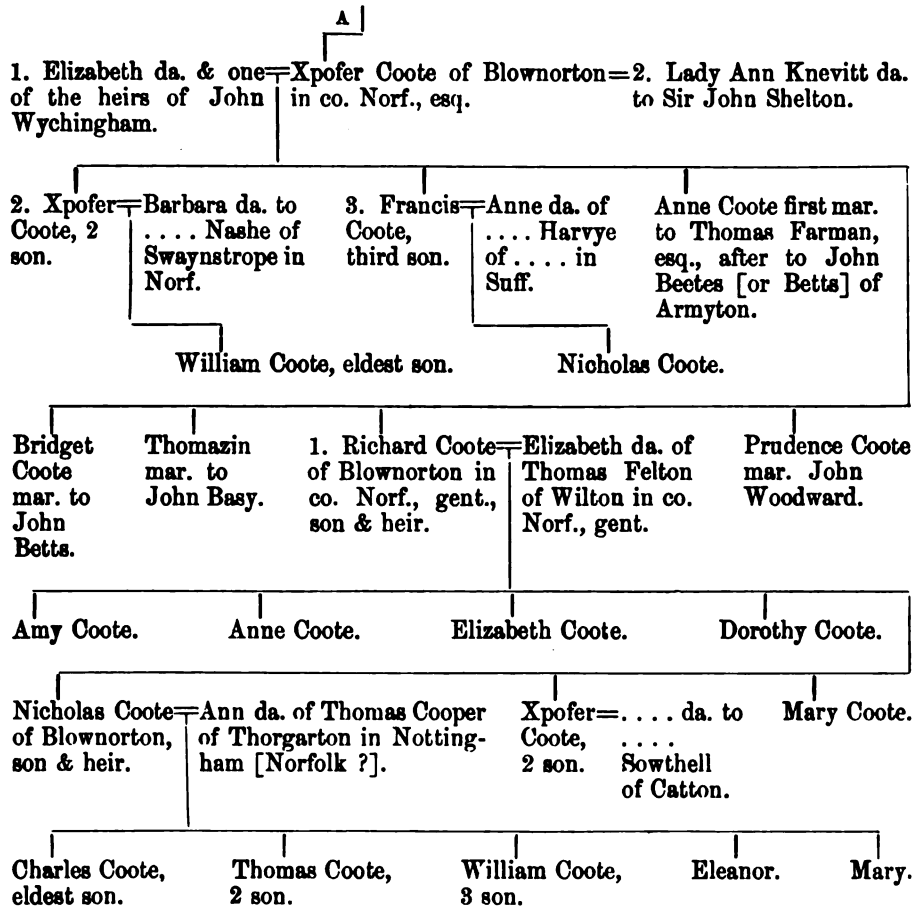 A
1. Elizabeth da. & one of the heirs of John Wychingham.
Xpofer Coote of Blownorton in co. Norf., esq.
2. Lady Ann Knevitt da. to Sir John Shelton.
2. Xpofer Coote, 2 son.
Barbara da. to .... Nashe of Swaynstrope in Norf.
3. Francis Coote, third son.
Anne da. of .... Harvye of .... in Suff.
Anne Coote first mar. to Thomas Farman, esq., after to John Beetes [or Betts] of Armyton.
William Coote, eldest son.
Nicholas Coote.
Bridget Coote mar. to John Betts.
Thomazin mar. to John Basy.
1. Richard Coote of Blownorton in co. Norf., gent., son & heir.
Elizabeth da. of Thomas Felton of Wilton in co. Norf., gent.
Prudence Coote mar. John Woodward.
Amy Coote.
Anne Coote.
Elizabeth Coote.
Dorothy Coote.
Nicholas Coote of Blownorton, son & heir.
Ann da. of Thomas Cooper of Thorgarton in Nottingham [Norfolk ?].
Xpofer Coote, 2 son.
.... da. to .... Sowthell of Catton.
Mary Coote.
Charles Coote, eldest son.
Thomas Coote, 2 son.
William Coote, 3 son.
Eleanor.
Mary.